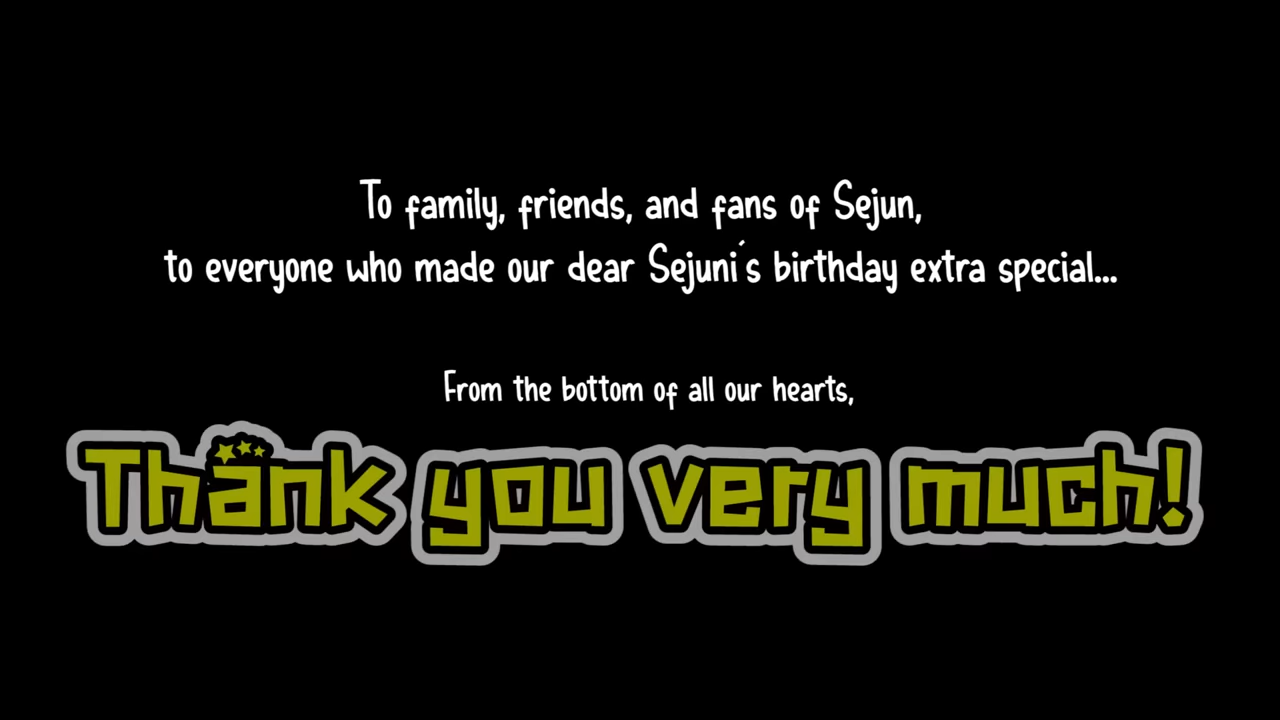 To family, friends, and fans of Sejun,
to everyone who made our dear Sejuni´s birthday extra special...
From the bottom of all our hearts,
Thank you very much!